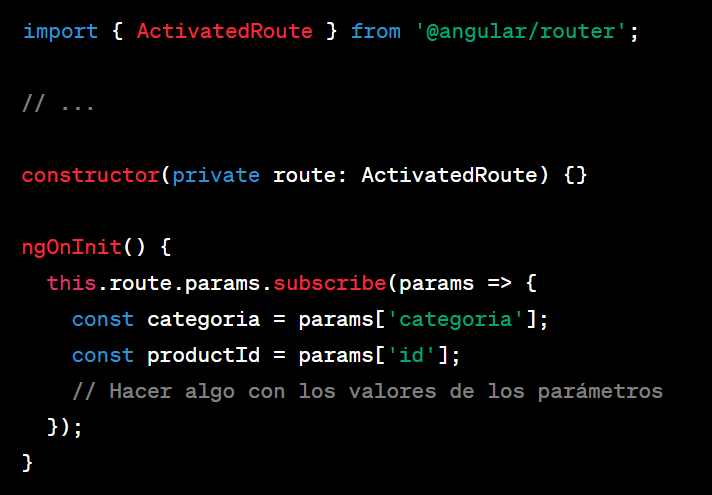 import { ActivatedRoute } from '@angular/router';
// ...
constructor(private route: ActivatedRoute) {}
ngOnInit() {
this.route.params.subscribe(params => {
const categoria = params['categoria'];
const productId = params['id'];
// Hacer algo con los valores de los parámetros
});
}